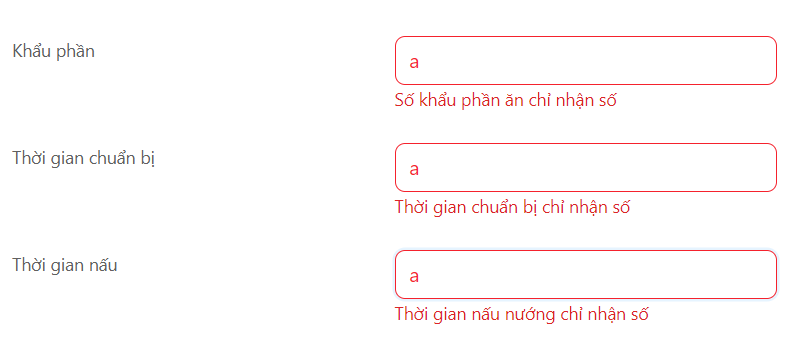 Khẩu phần
a
Số khẩu phần ăn chỉ nhận số
Thời gian chuẩn bị
a
Thời gian chuẩn bị chỉ nhận số
Thời gian nấu
a
Thời gian nấu nướng chỉ nhận số